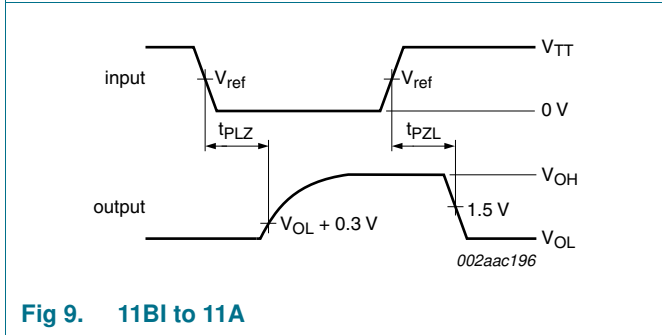 V_TT
input
V_ref
V_ref
0 V
t_PLZ
t_PZL
V_OH
output
1.5 V
V_OL + 0.3 V
V_OL
002aac196
Fig 9. 11BI to 11A